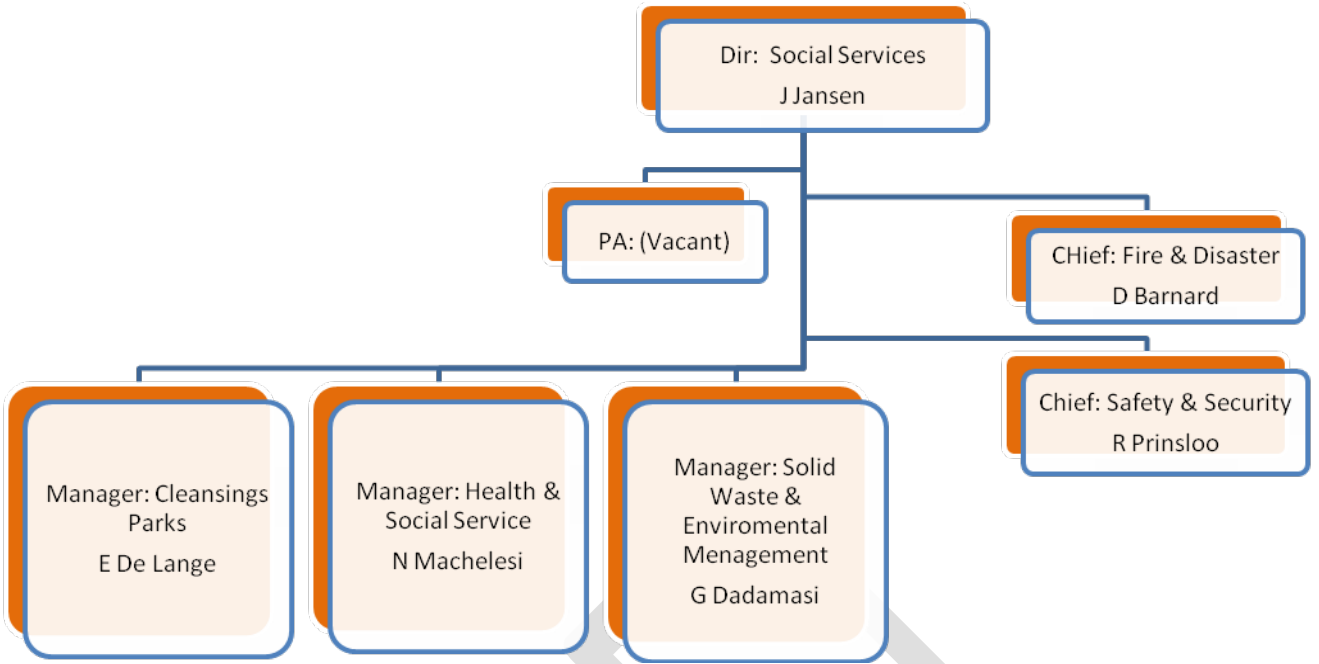 Dir:  Social Services
J Jansen
PA: (Vacant)
CHief: Fire & Disaster
D Barnard
Chief: Safety & Security
R Prinsloo
Manager: Cleansings
Parks
E De Lange
Manager: Health &
Social Service
N Machelesi
Manager: Solid
Waste &
Enviromental
Menagement
G Dadamasi